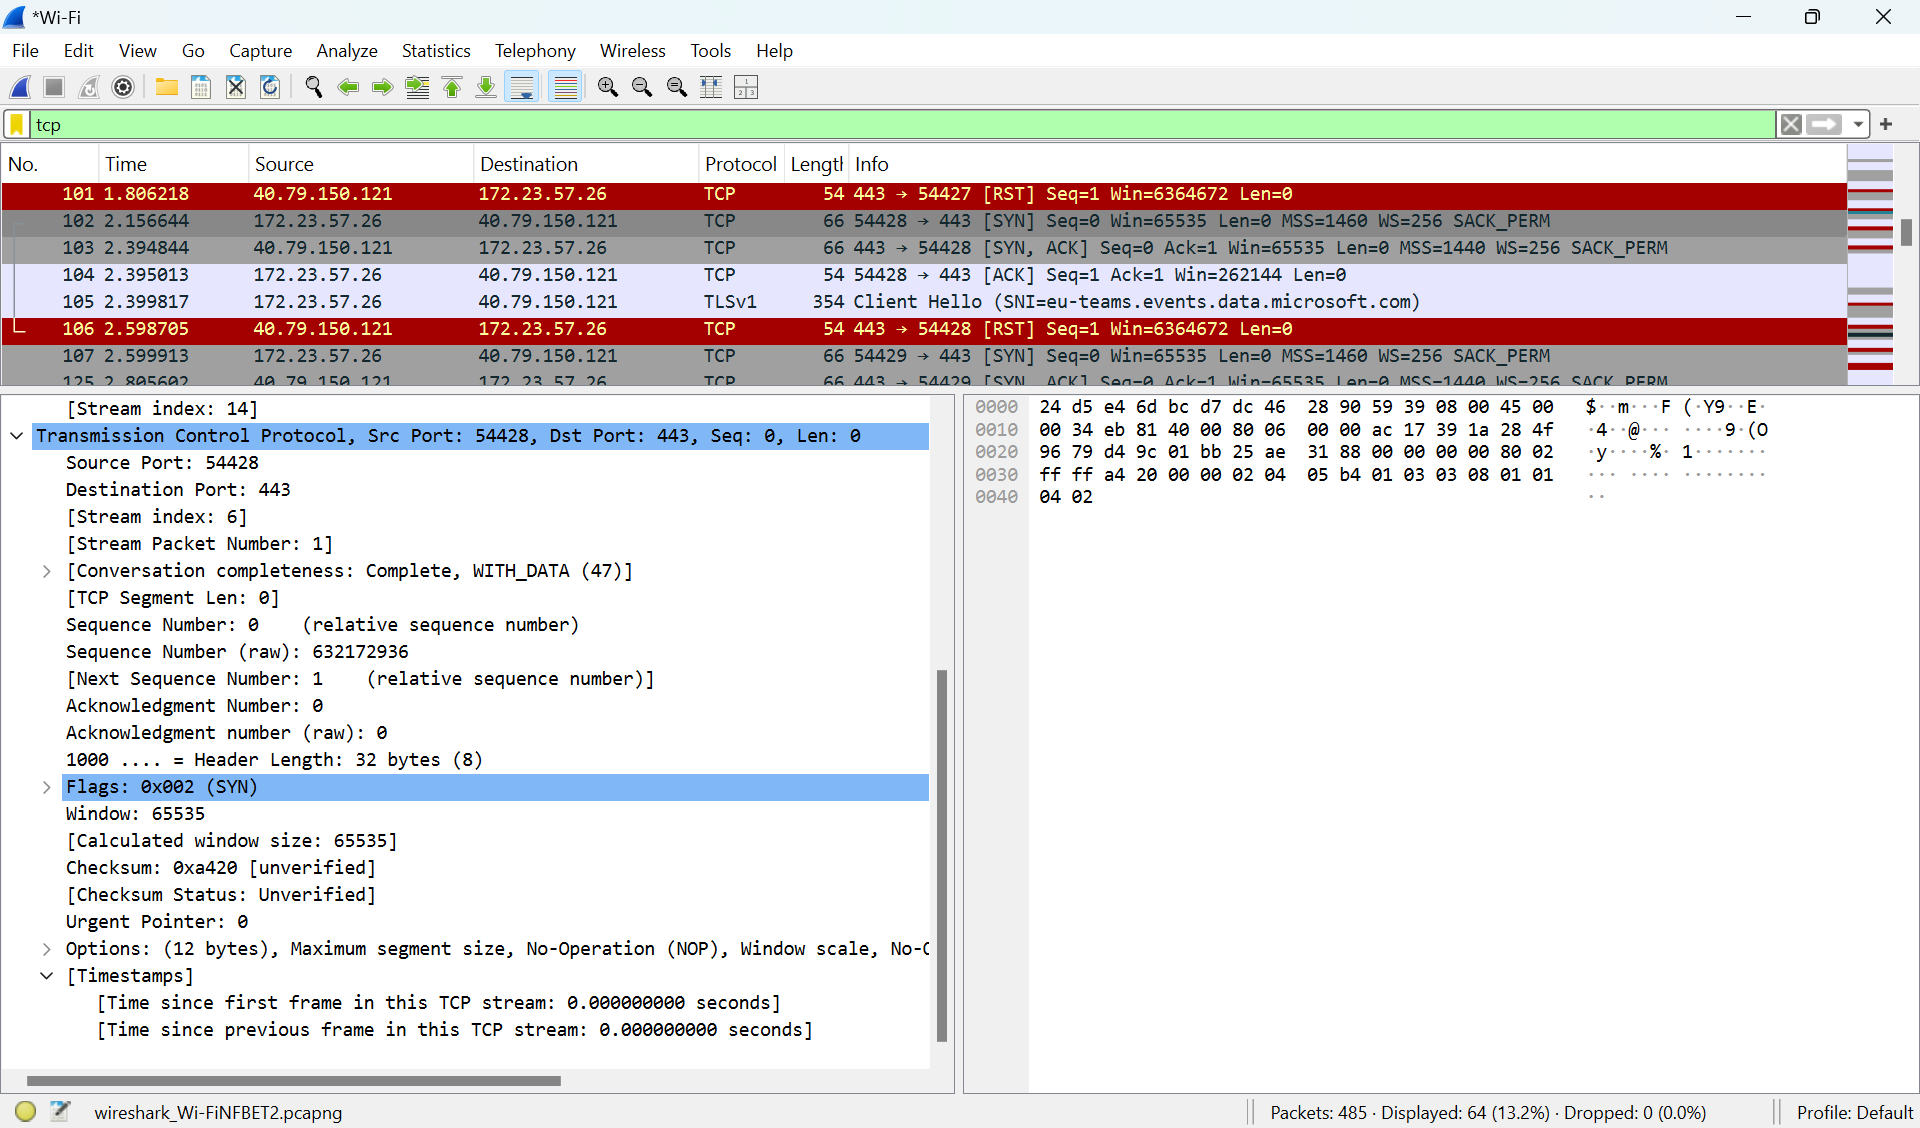 *Wi-Fi
File Edit View Go Capture Analyze Statistics Telephony Wireless Tools Help
tcp
No. Time Source Destination Protocol Length Info
101 1.806218 40.79.150.121 172.23.57.26 TCP 54 443 → 54427 [RST] Seq=1 Win=6364672 Len=0
102 2.156644 172.23.57.26 40.79.150.121 TCP 66 54428 → 443 [SYN] Seq=0 Win=65535 Len=0 MSS=1460 WS=256 SACK_PERM
103 2.394844 40.79.150.121 172.23.57.26 TCP 66 443 → 54428 [SYN, ACK] Seq=0 Ack=1 Win=65535 Len=0 MSS=1440 WS=256 SACK_PERM
104 2.395013 172.23.57.26 40.79.150.121 TCP 54 54428 → 443 [ACK] Seq=1 Ack=1 Win=262144 Len=0
105 2.399817 172.23.57.26 40.79.150.121 TLSv1 354 Client Hello (SNI=eu-teams.events.data.microsoft.com)
106 2.598705 40.79.150.121 172.23.57.26 TCP 54 443 → 54428 [RST] Seq=1 Win=6364672 Len=0
107 2.599913 172.23.57.26 40.79.150.121 TCP 66 54429 → 443 [SYN] Seq=0 Win=65535 Len=0 MSS=1460 WS=256 SACK_PERM
125 2.805602 40.79.150.121 172.23.57.26 TCP 66 443 → 54429 [SYN, ACK] Seq=0 Ack=1 Win=65535 Len=0 MSS=1440 WS=256 SACK_PERM
[Stream index: 14]
Transmission Control Protocol, Src Port: 54428, Dst Port: 443, Seq: 0, Len: 0
Source Port: 54428
Destination Port: 443
[Stream index: 6]
[Stream Packet Number: 1]
[Conversation completeness: Complete, WITH_DATA (47)]
[TCP Segment Len: 0]
Sequence Number: 0 (relative sequence number)
Sequence Number (raw): 632172936
[Next Sequence Number: 1 (relative sequence number)]
Acknowledgment Number: 0
Acknowledgment number (raw): 0
1000 .... = Header Length: 32 bytes (8)
Flags: 0x002 (SYN)
Window: 65535
[Calculated window size: 65535]
Checksum: 0xa420 [unverified]
[Checksum Status: Unverified]
Urgent Pointer: 0
Options: (12 bytes), Maximum segment size, No-Operation (NOP), Window scale, No-O
[Timestamps]
[Time since first frame in this TCP stream: 0.000000000 seconds]
[Time since previous frame in this TCP stream: 0.000000000 seconds]
0000 24 d5 e4 6d bc d7 dc 46 28 90 59 39 08 00 45 00 $··m···F (·Y9··E·
0010 00 34 eb 81 40 00 80 06 00 00 ac 17 39 1a 28 4f ·4··@··· ····9·(O
0020 96 79 d4 9c 01 bb 25 ae 31 88 00 00 00 00 80 02 ·y····%· 1·······
0030 ff ff a4 20 00 00 02 04 05 b4 01 03 03 08 01 01 ··· ···· ········
0040 04 02 ··
wireshark_Wi-FiNFBET2.pcapng
Packets: 485 · Displayed: 64 (13.2%) · Dropped: 0 (0.0%)
Profile: Default